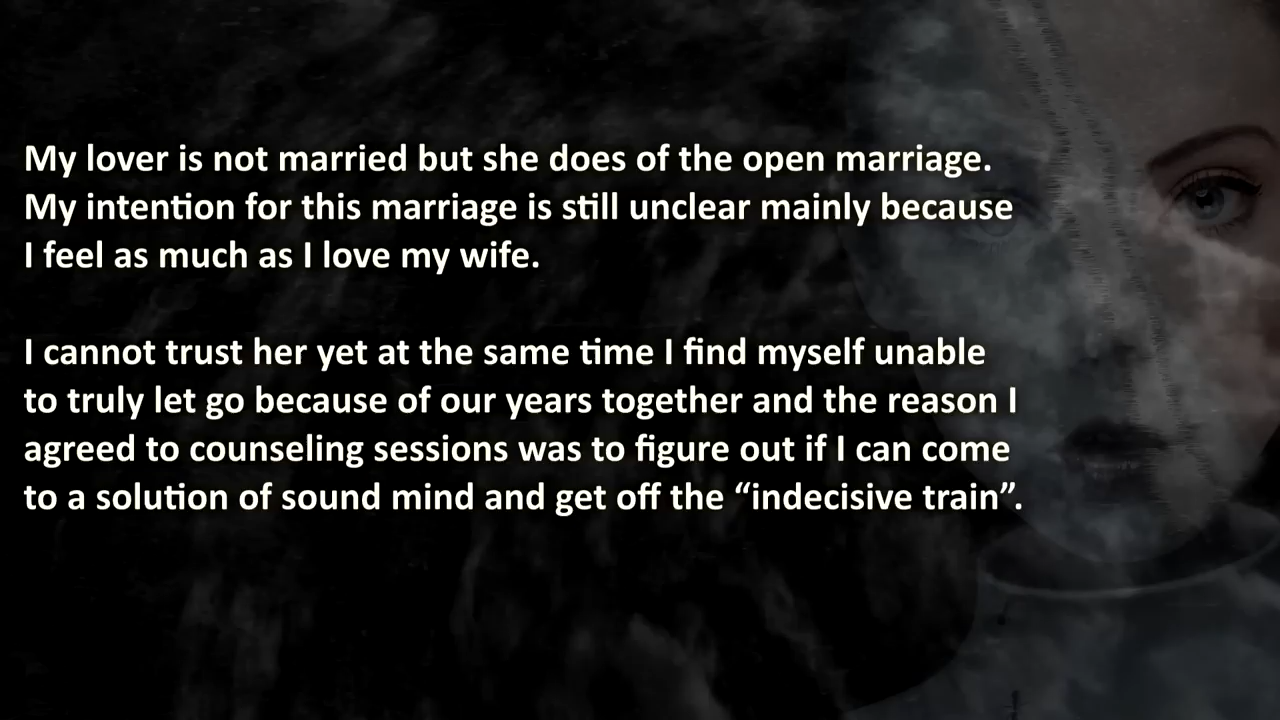 My lover is not married but she does of the open marriage.
My intention for this marriage is still unclear mainly because
I feel as much as I love my wife.
I cannot trust her yet at the same time I find myself unable
to truly let go because of our years together and the reason I
agreed to counseling sessions was to figure out if I can come
to a solution of sound mind and get off the “indecisive train”.